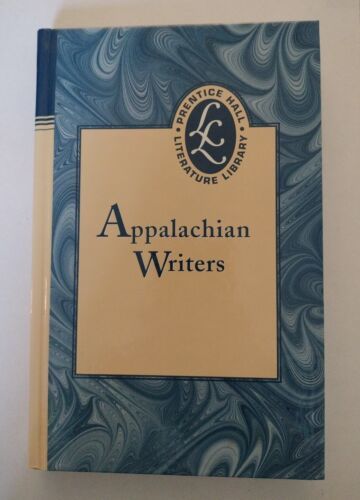 PRENTICE HALL
LL
LITERATURE LIBRARY
Appalachian
Writers